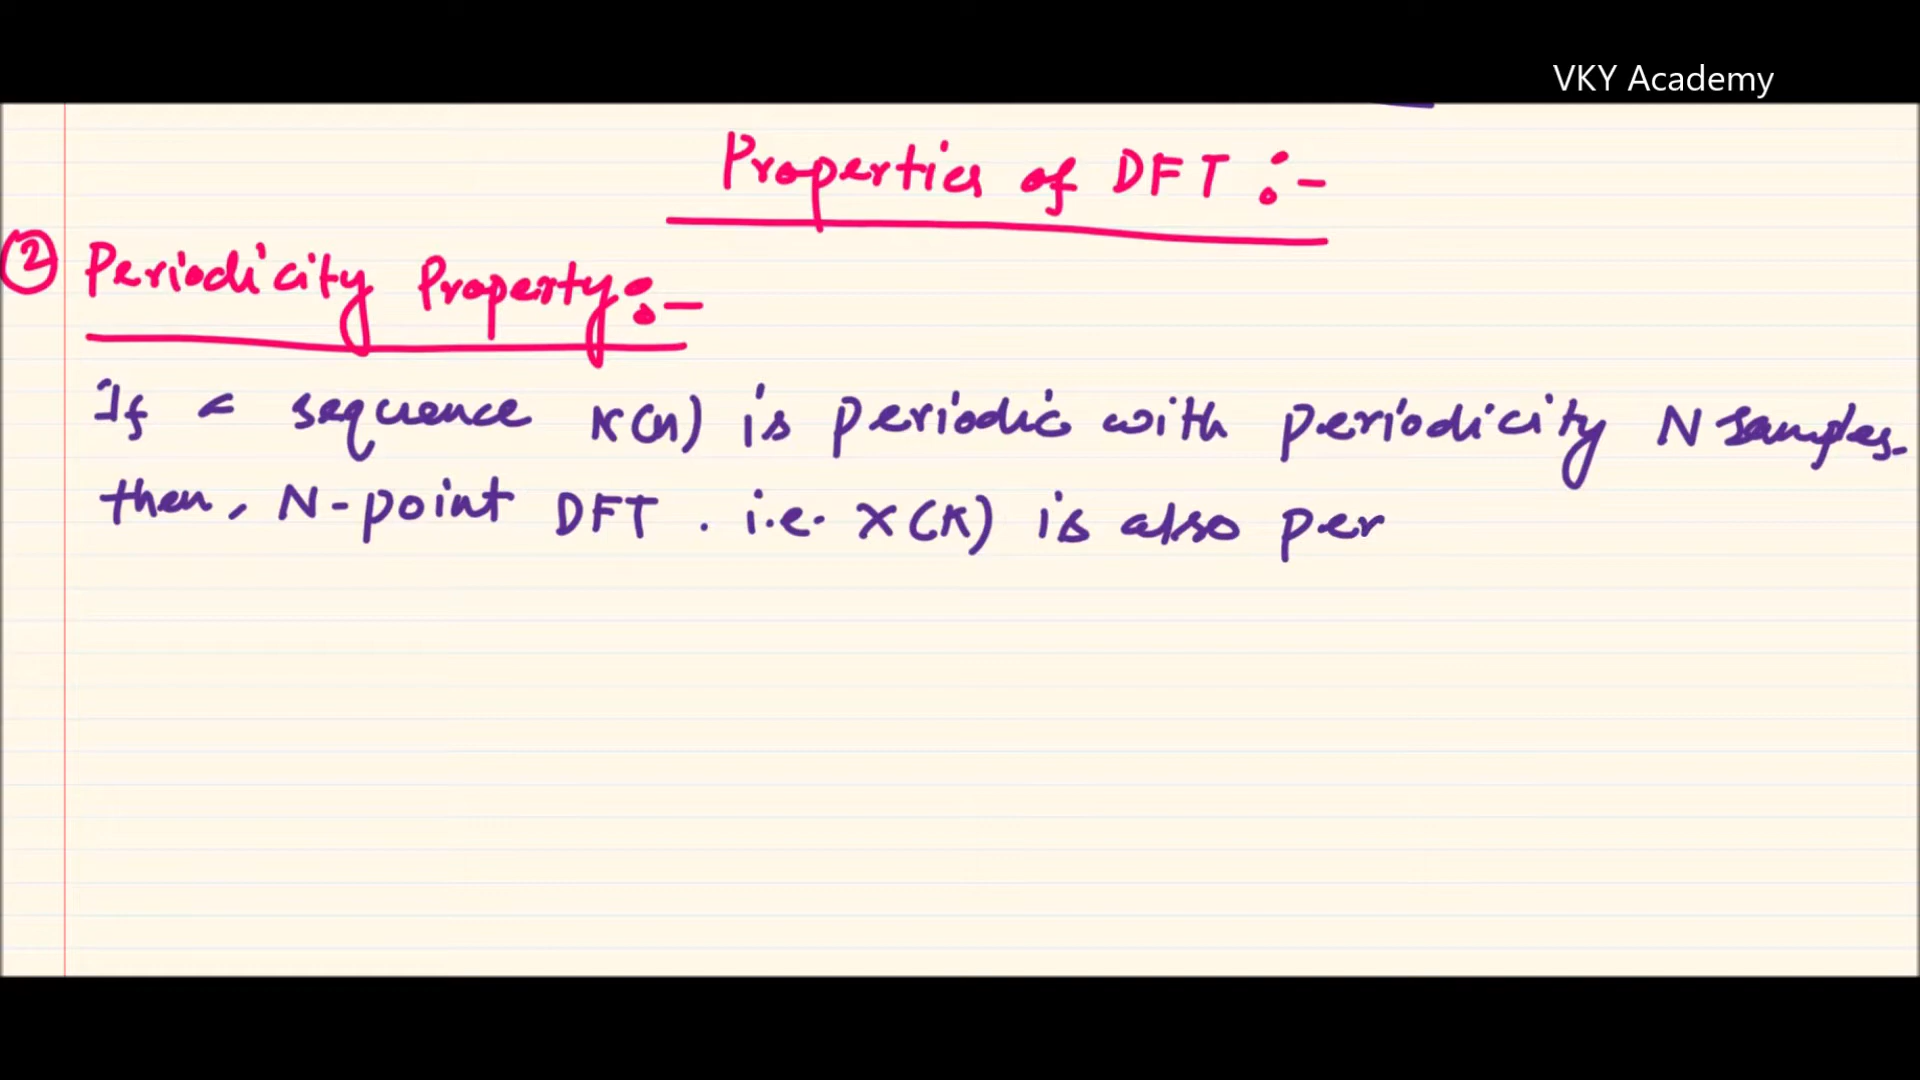 VKY Academy
Properties of DFT :-
② Periodicity Property:-
If a sequence x(n) is periodic with periodicity N samples.
then, N-point DFT . i.e. X(K) is also per